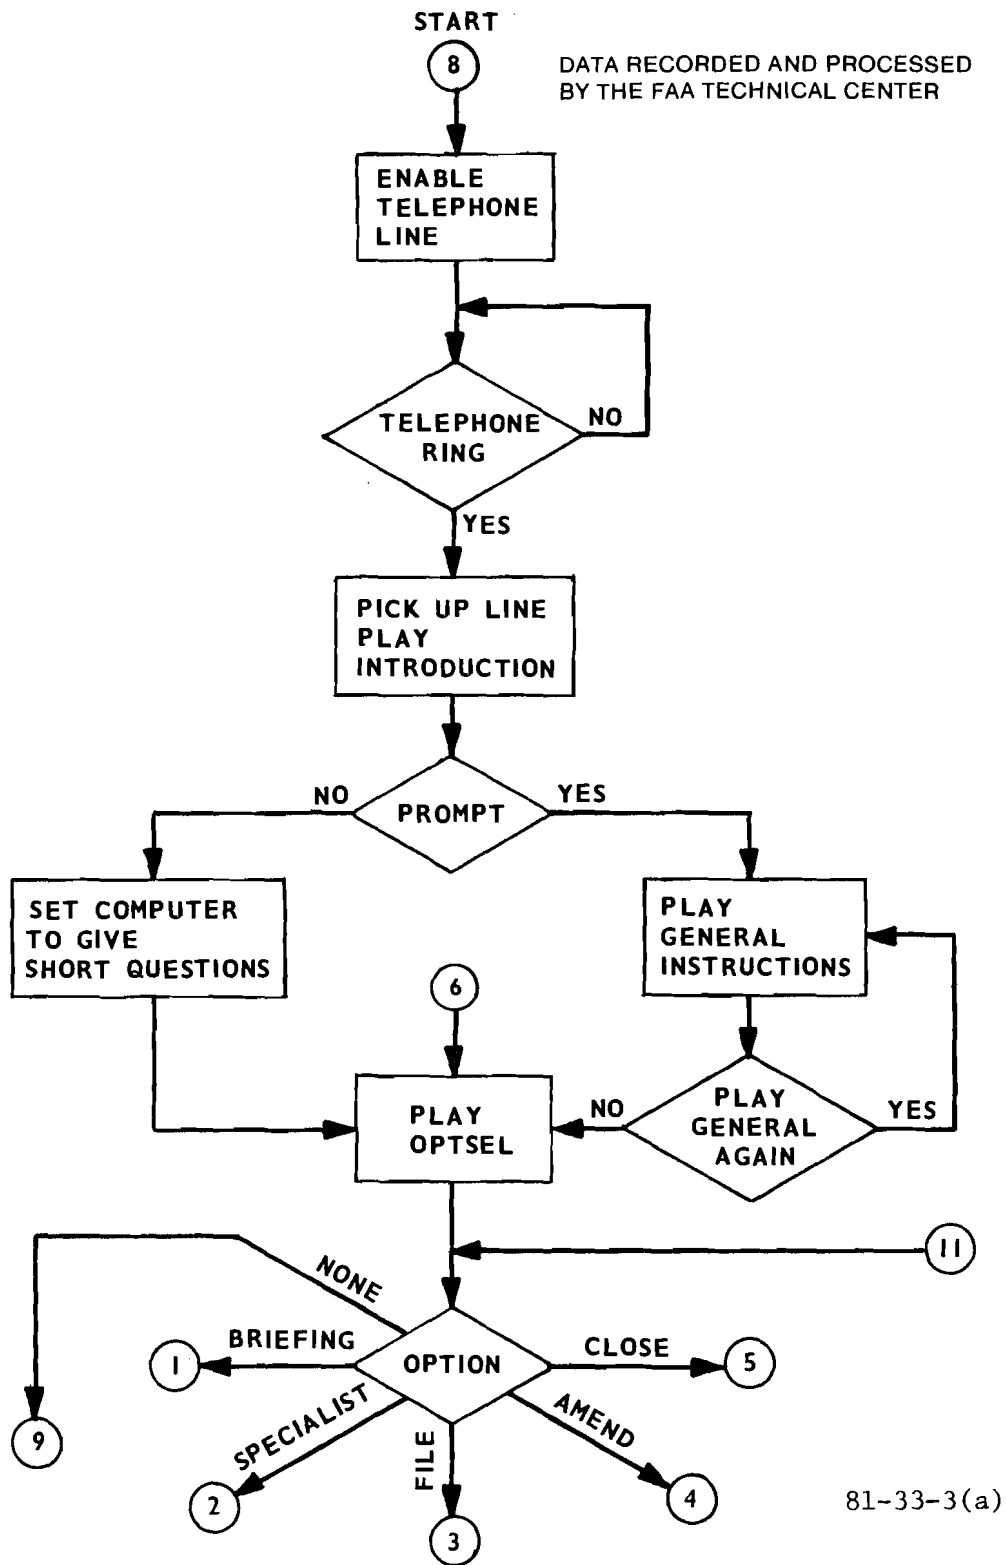 START
8
DATA RECORDED AND PROCESSED
BY THE FAA TECHNICAL CENTER
ENABLE
TELEPHONE
LINE
TELEPHONE
RING
NO
YES
PICK UP LINE
PLAY
INTRODUCTION
PROMPT
NO
YES
SET COMPUTER
TO GIVE
SHORT QUESTIONS
PLAY
GENERAL
INSTRUCTIONS
6
PLAY
OPTSEL
NO
PLAY
GENERAL
AGAIN
YES
11
NONE
BRIEFING
1
OPTION
CLOSE
5
SPECIALIST
FILE
AMEND
9
2
3
4
81-33-3(a)